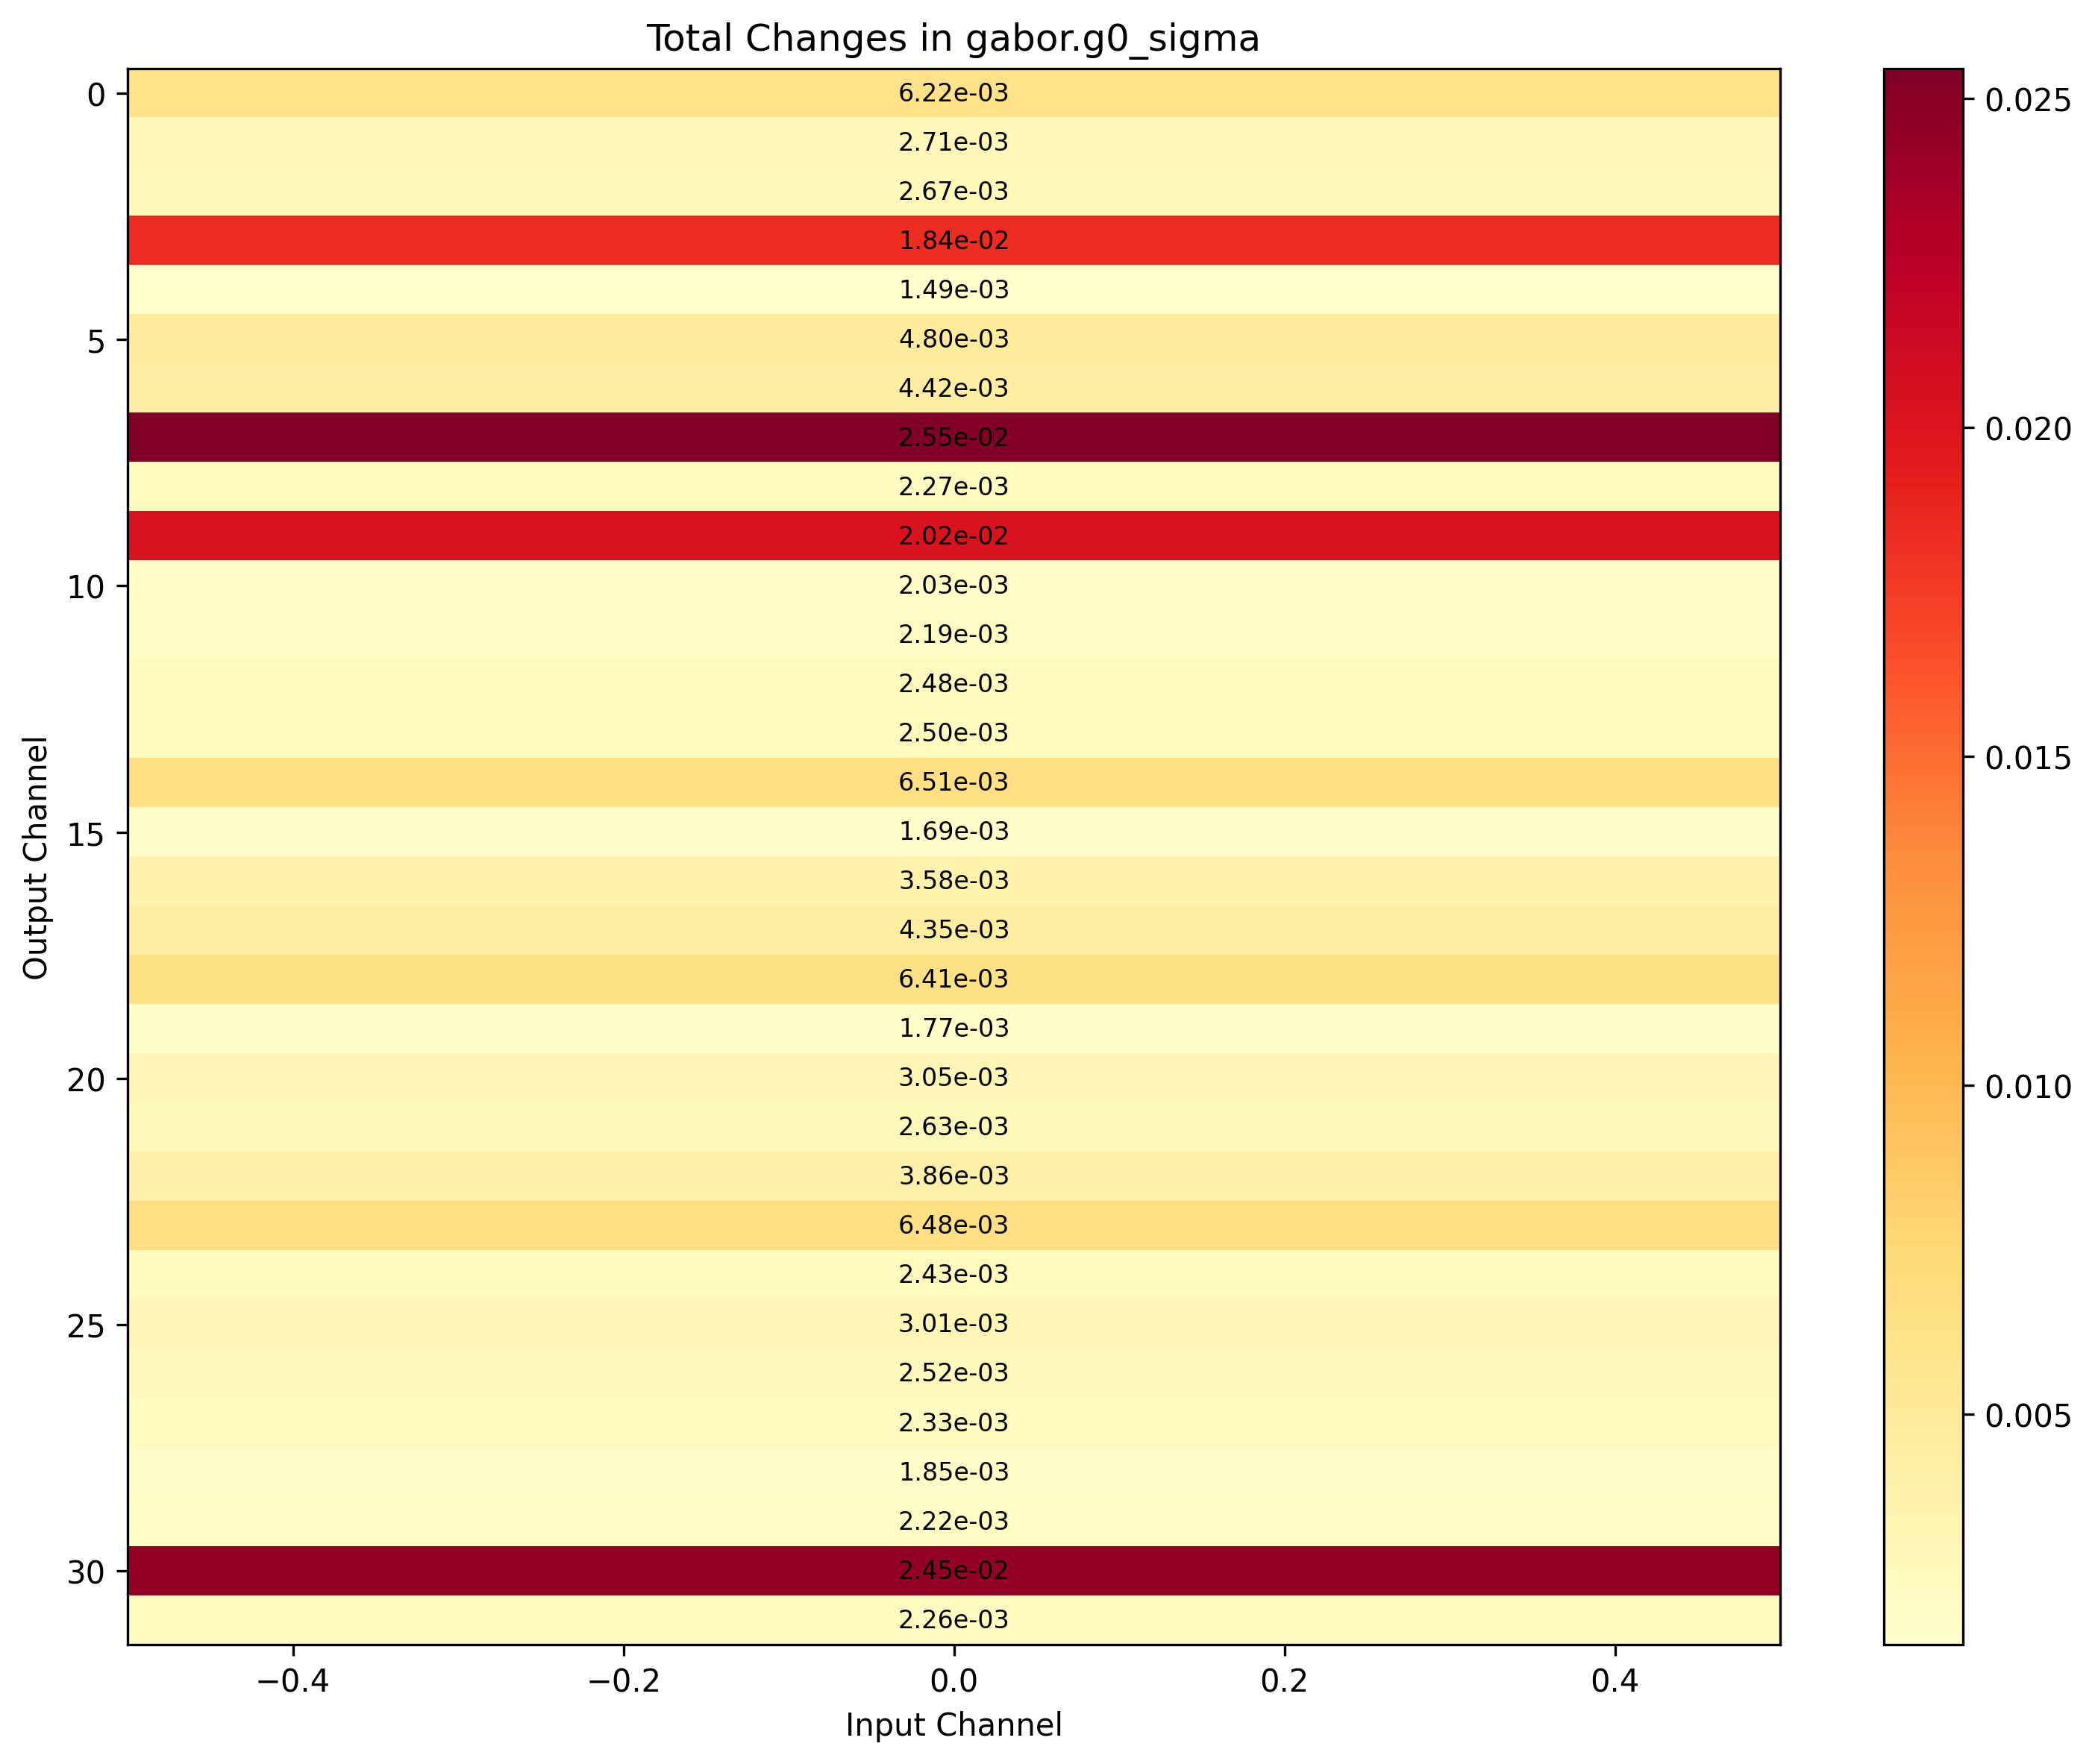 Total Changes in gabor.g0_sigma
0
5
10
15
20
25
30
Output Channel
6.22e-03
2.71e-03
2.67e-03
1.84e-02
1.49e-03
4.80e-03
4.42e-03
2.55e-02
2.27e-03
2.02e-02
2.03e-03
2.19e-03
2.48e-03
2.50e-03
6.51e-03
1.69e-03
3.58e-03
4.35e-03
6.41e-03
1.77e-03
3.05e-03
2.63e-03
3.86e-03
6.48e-03
2.43e-03
3.01e-03
2.52e-03
2.33e-03
1.85e-03
2.22e-03
2.45e-02
2.26e-03
−0.4
−0.2
0.0
0.2
0.4
Input Channel
0.025
0.020
0.015
0.010
0.005